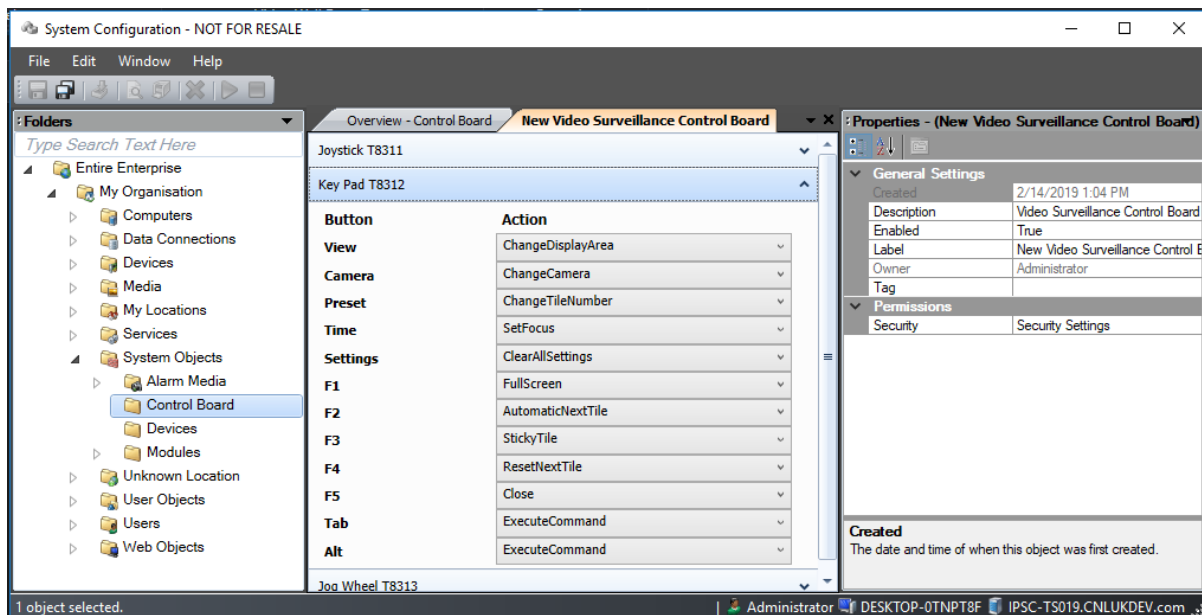 System Configuration - NOT FOR RESALE
File Edit Window Help
Folders
Type Search Text Here
Entire Enterprise
My Organisation
Computers
Data Connections
Devices
Media
My Locations
Services
System Objects
Alarm Media
Control Board
Devices
Modules
Unknown Location
User Objects
Users
Web Objects
Overview - Control Board New Video Surveillance Control Board
Joystick T8311
Key Pad T8312
Button Action
View ChangeDisplayArea
Camera ChangeCamera
Preset ChangeTileNumber
Time SetFocus
Settings ClearAllSettings
F1 FullScreen
F2 AutomaticNextTile
F3 StickyTile
F4 ResetNextTile
F5 Close
Tab ExecuteCommand
Alt ExecuteCommand
Jog Wheel T8313
Properties - (New Video Surveillance Control Board)
General Settings
Created 2/14/2019 1:04 PM
Description Video Surveillance Control Board
Enabled True
Label New Video Surveillance Control
Owner Administrator
Tag
Permissions
Security Security Settings
Created
The date and time of when this object was first created.
1 object selected. Administrator DESKTOP-0TNPT8F IPSC-TS019.CNLUKDEV.com